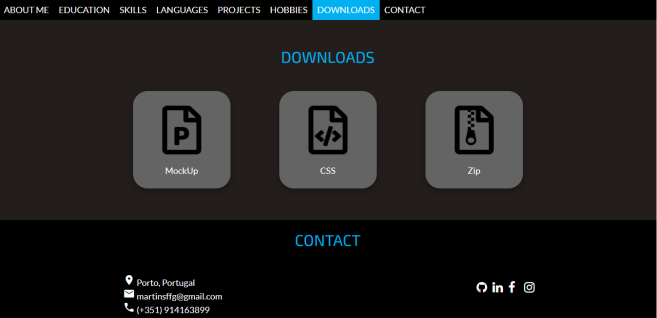 ABOUT ME EDUCATION SKILLS LANGUAGES PROJECTS HOBBIES DOWNLOADS CONTACT
DOWNLOADS
P
</>
MockUp CSS Zip
CONTACT
Porto, Portugal
martinsffg@gmail.com
(+351) 914163899